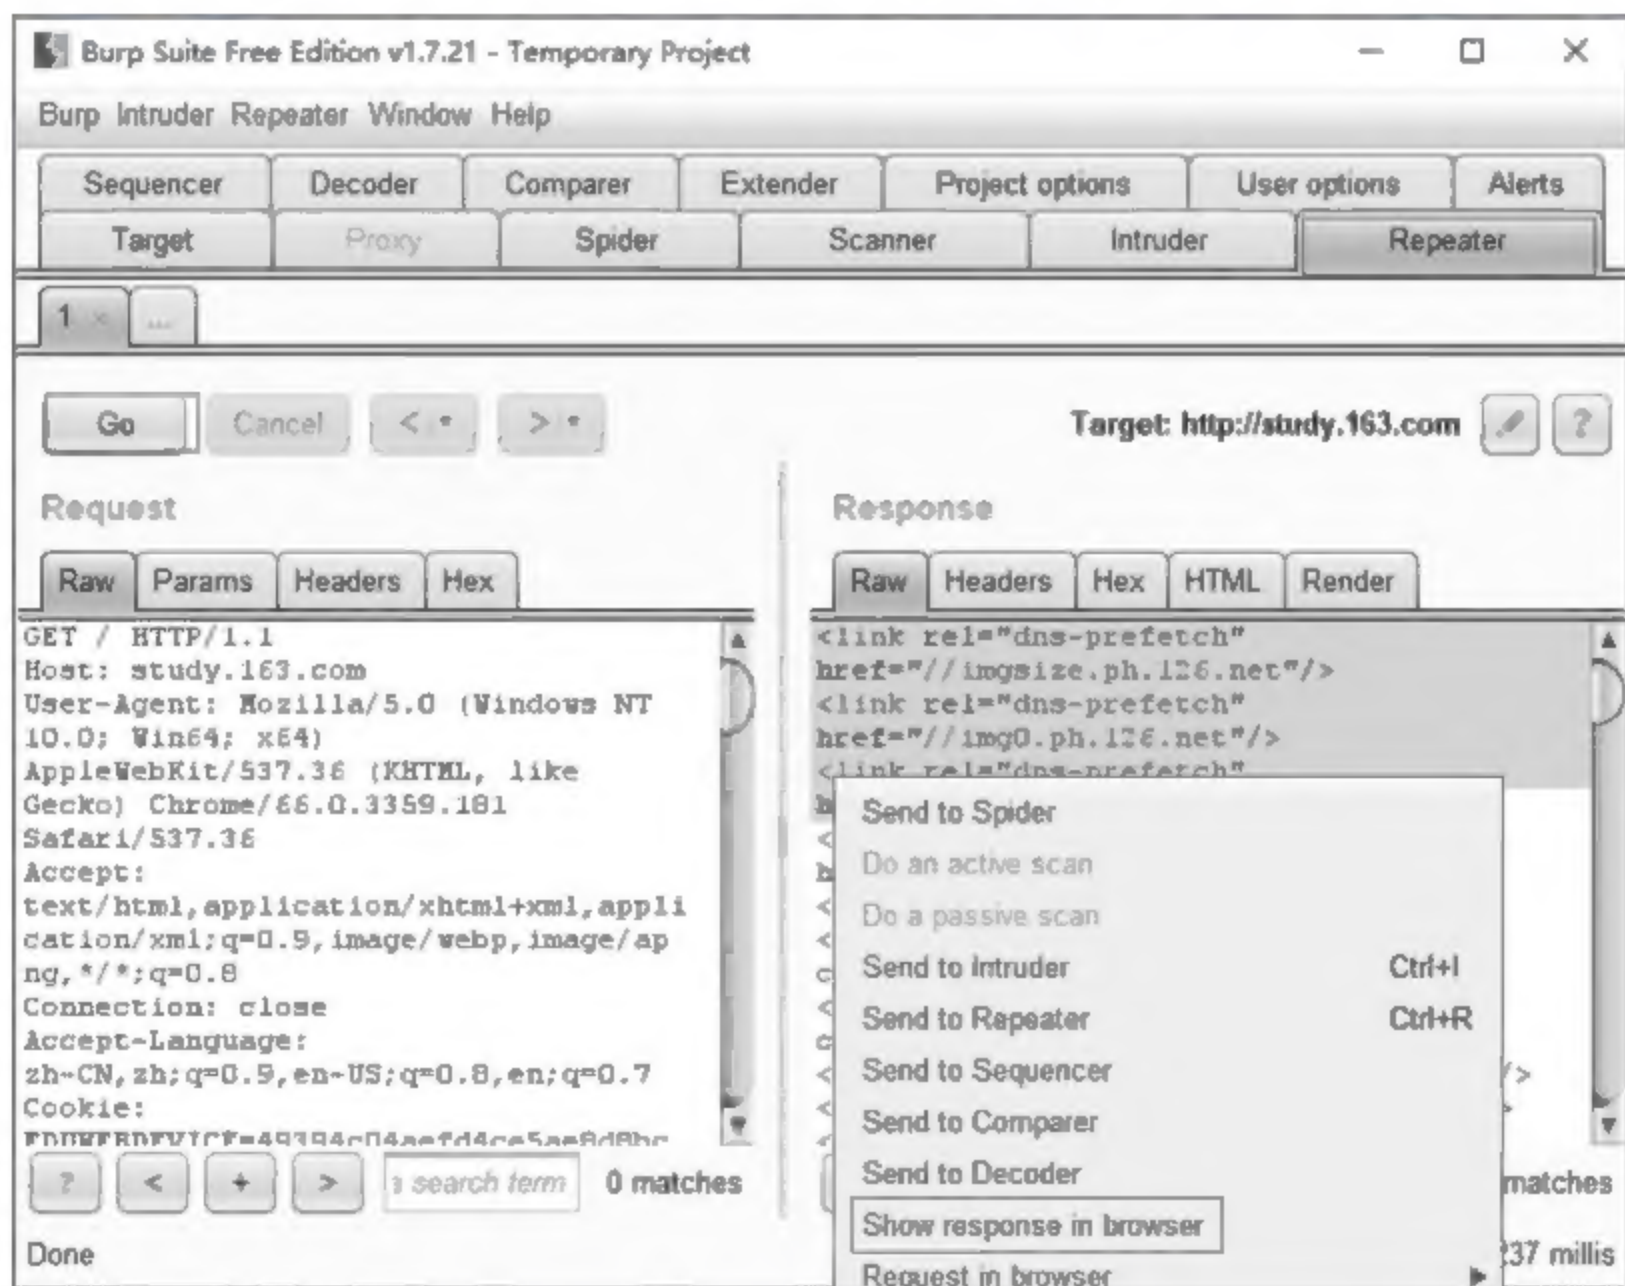 Burp Suite Free Edition v1.7.21 - Temporary Project
Burp Intruder Repeater Window Help
Sequencer Decoder Comparer Extender Project options User options Alerts
Target Proxy Spider Scanner Intruder Repeater
1 × ...
Go Cancel < >
Target: http://study.163.com ?
Request
Response
Raw Params Headers Hex
Raw Headers Hex HTML Render
GET / HTTP/1.1
Host: study.163.com
User-Agent: Mozilla/5.0 (Windows NT
10.0; Win64; x64)
AppleWebKit/537.36 (KHTML, like
Gecko) Chrome/66.0.3359.181
Safari/537.36
Accept:
text/html,application/xhtml+xml,appli
cation/xml;q=0.9,image/webp,image/ap
ng,*/*;q=0.8
Connection: close
Accept-Language:
zh-CN,zh;q=0.9,en-US;q=0.8,en;q=0.7
Cookie:
? < + > search term 0 matches
Done
<link rel="dns-prefetch"
href="//imgsize.ph.126.net"/>
<link rel="dns-prefetch"
href="//img0.ph.126.net"/>
<link rel="dns-prefetch"
Send to Spider
Do an active scan
Do a passive scan
Send to Intruder Ctrl+I
Send to Repeater Ctrl+R
Send to Sequencer
Send to Comparer
Send to Decoder
Show response in browser
Request in browser
matches
237 millis